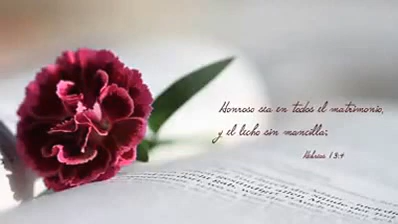 Honroso sea en todos el matrimonio,
y el lecho sin mancilla;
Hebreos 13:4